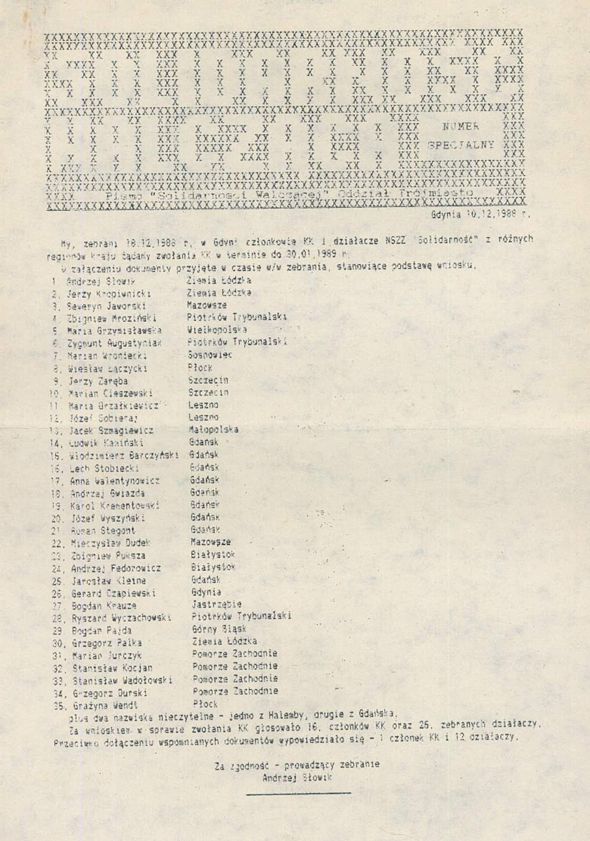 SOLIDARNOŚĆ
WALCZĄCA
NUMER
SPECJALNY
Pismo "Solidarności Walczącej" Oddział Trójmiasto
Gdynia 10.12.1988 r.
My, zebrani 10.12.1988 r. w Gdyni członkowie KK i działacze NSZZ "Solidarność" z różnych
regionów kraju żądamy zwołania KK w terminie do 30.01.1989 r.
W załączeniu dokumenty przyjęte w czasie w/w zebrania, stanowiące podstawę wniosku.
1. Andrzej Słowik Ziemia Łódzka
2. Jerzy Kropiwnicki Ziemia Łódzka
3. Seweryn Jaworski Mazowsze
4. Zbigniew Mroziński Piotrków Trybunalski
5. Maria Grzymisławska Wielkopolska
6. Zygmunt Augustyniak Piotrków Trybunalski
7. Marian Wroniecki Sosnowiec
8. Wiesław Łączycki Płock
9. Jerzy Zaręba Szczecin
10. Marian Cieszewski Szczecin
11. Maria Grzałkiewicz Leszno
12. Józef Sobieraj Leszno
13. Jacek Szmagiewicz Małopolska
14. Ludwik Kamiński Gdańsk
15. Włodzimierz Barczyński Gdańsk
16. Lech Stobiecki Gdańsk
17. Anna Walentynowicz Gdańsk
18. Andrzej Gwiazda Gdańsk
19. Karol Krementowski Gdańsk
20. Józef Wyszyński Gdańsk
21. Roman Stegont Gdańsk
22. Mieczysław Dudek Mazowsze
23. Zbigniew Puksza Białystok
24. Andrzej Fedorowicz Białystok
25. Jarosław Kleina Gdańsk
26. Gerard Czaplewski Gdynia
27. Bogdan Krauze Jastrzębie
28. Ryszard Wyczachowski Piotrków Trybunalski
29. Bogdan Pajda Górny Śląsk
30. Grzegorz Palka Ziemia Łódzka
31. Marian Jurczyk Pomorze Zachodnie
32. Stanisław Kocjan Pomorze Zachodnie
33. Stanisław Wądołowski Pomorze Zachodnie
34. Grzegorz Durski Pomorze Zachodnie
35. Grażyna Wendt Płock
plus dwa nazwiska nieczytelne - jedno z Halemby, drugie z Gdańska.
Za wnioskiem w sprawie zwołania KK głosowało 16. członków KK oraz 25. zebranych działaczy.
Przeciwko dołączeniu wspomnianych dokumentów wypowiedziało się - 1 członek KK i 12 działaczy.
Za zgodność - prowadzący zebranie
Andrzej Słowik